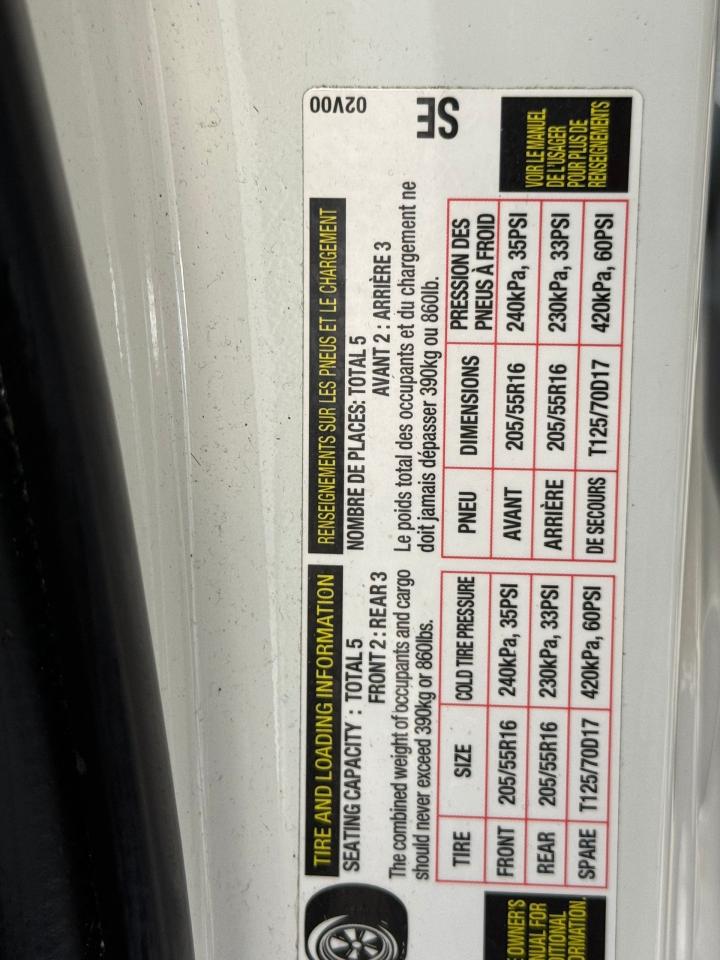 TIRE AND LOADING INFORMATION
SEATING CAPACITY : TOTAL 5
FRONT 2 : REAR 3
The combined weight of occupants and cargo
should never exceed 390kg or 860lbs.
TIRE SIZE COLD TIRE PRESSURE
FRONT 205/55R16 240kPa, 35PSI
REAR 205/55R16 230kPa, 33PSI
SPARE T125/70D17 420kPa, 60PSI
OWNER'S
FOR
RENSEIGNEMENTS SUR LES PNEUS ET LE CHARGEMENT
NOMBRE DE PLACES: TOTAL 5
AVANT 2 : ARRIÈRE 3
Le poids total des occupants et du chargement ne
doit jamais dépasser 390kg ou 860lb.
PNEU DIMENSIONS PRESSION DES
PNEUS À FROID
AVANT 205/55R16 240kPa, 35PSI
ARRIÈRE 205/55R16 230kPa, 33PSI
DE SECOURS T125/70D17 420kPa, 60PSI
02V00
SE
VOIR LE MANUEL
DE L'USAGER
POUR PLUS DE
RENSEIGNEMENTS